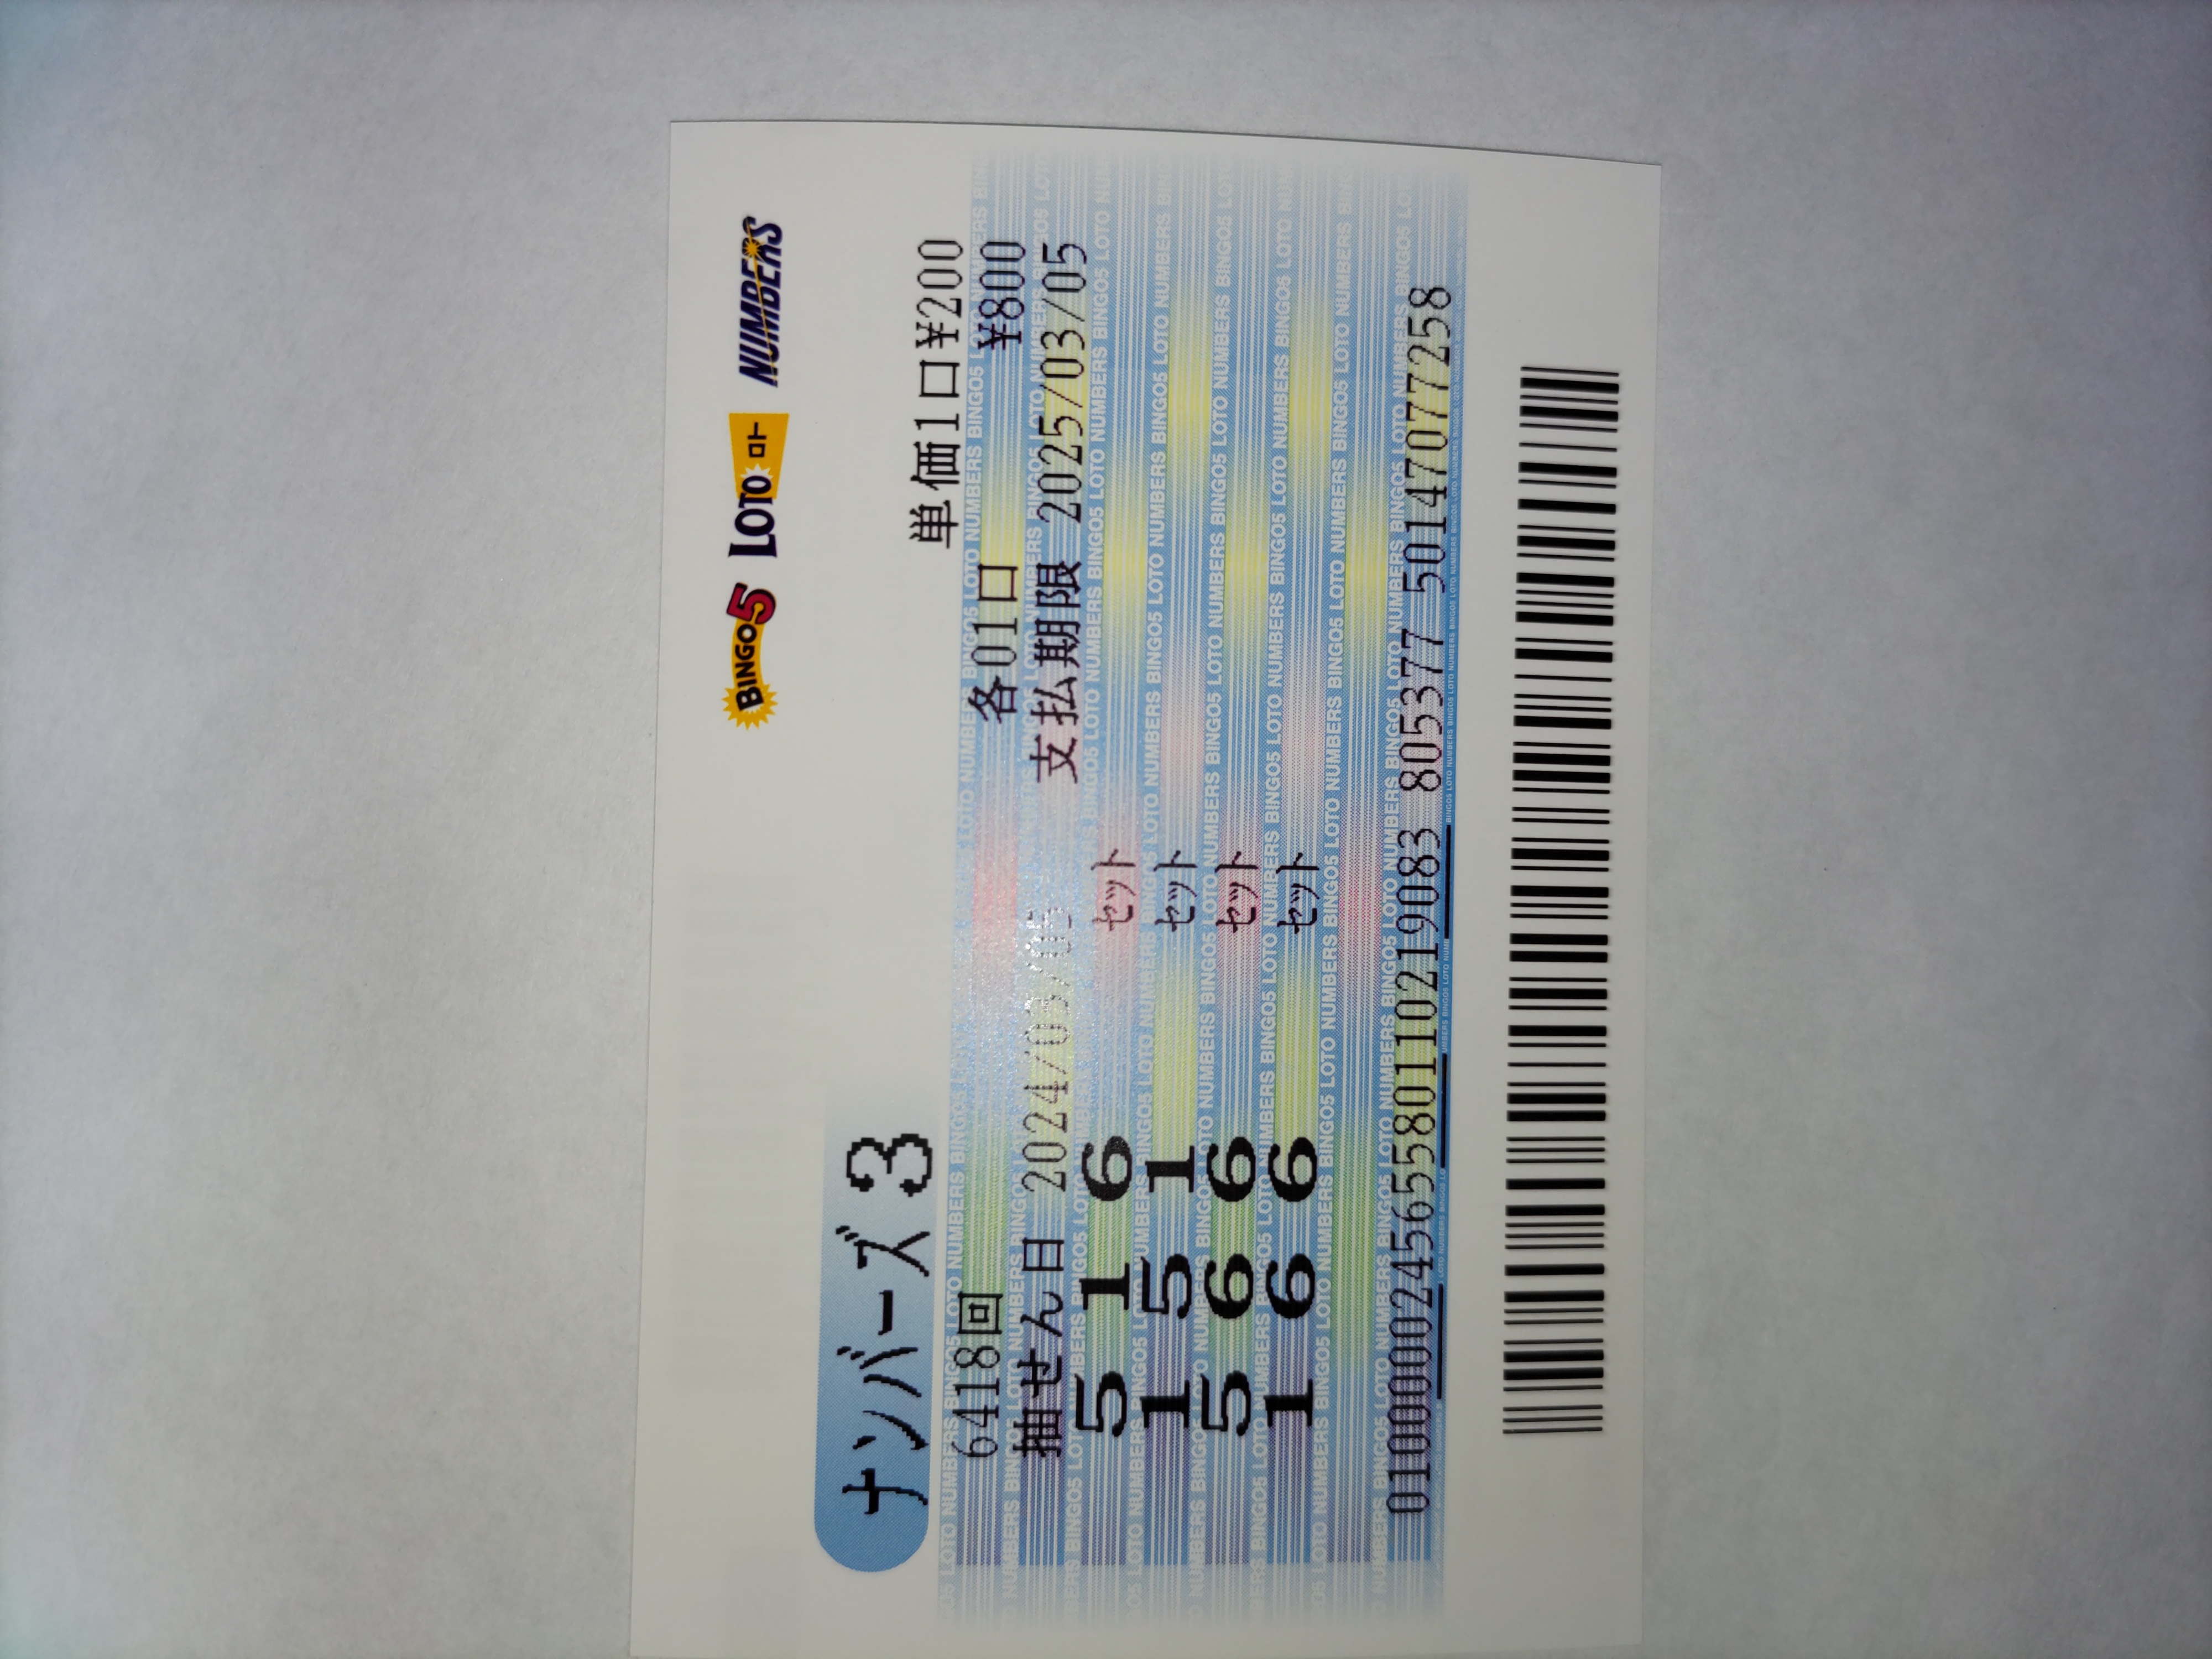 BINGO5 LOTO ロト NUMBERS
ナンバーズ3
単価1口¥200
6418回 各01口 ¥800
抽せん日 2024/03/05 支払期限 2025/03/05
5 1 6 セット
1 5 1 セット
5 6 6 セット
1 6 6 セット
010000024565580110219083 805377 50147077258